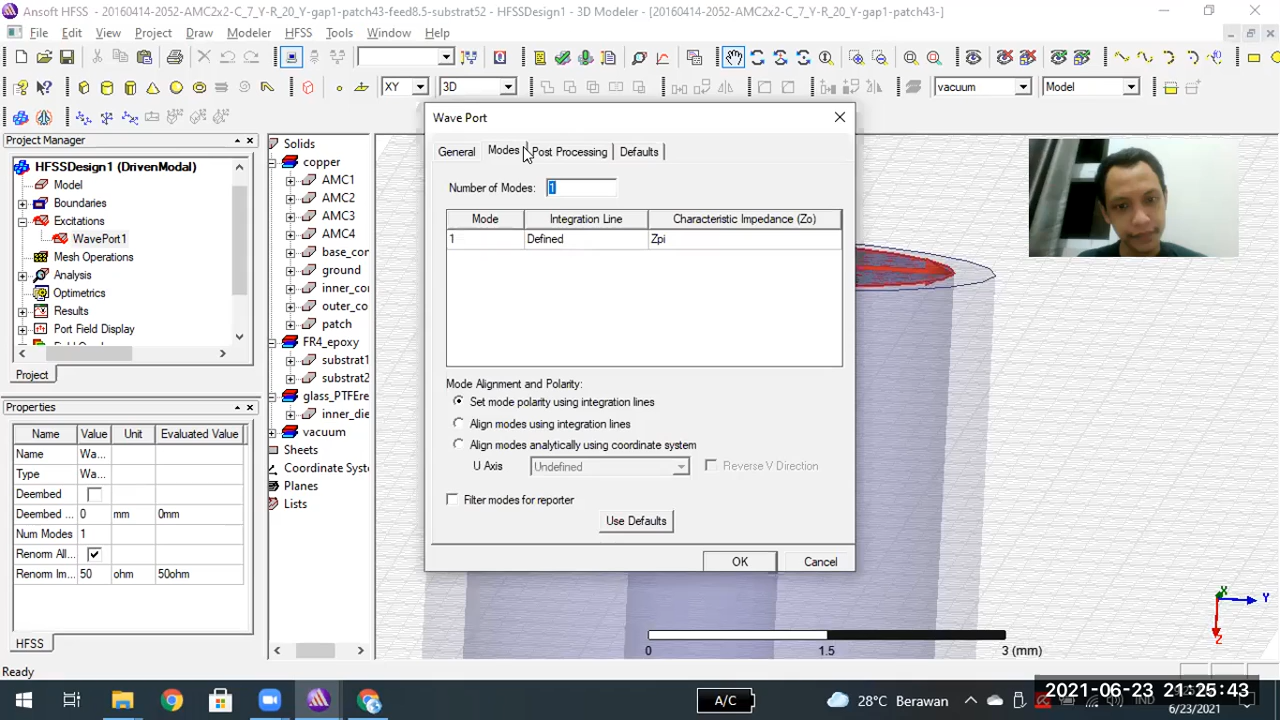 Ansoft HFSS - 20160414-2052-AMC2x2-C_7_Y-R_20_Y-gap1-patch43-feed8.5-substrat52 - HFSSDesign1 - 3D Modeler - [20160414-2052-AMC2x2-C_7_Y-R_20_Y-gap1-patch43-]
File Edit View Project Draw Modeler HFSS Tools Window Help
XY 3D vacuum Model
Project Manager
HFSSDesign1 (DrivenModal)
Model
Boundaries
Excitations
WavePort1
Mesh Operations
Analysis
Optimetrics
Results
Port Field Display
Project
Solids
copper
AMC1
AMC2
AMC3
AMC4
base_con
ground
inner_co
outer_co
patch
FR4_epoxy
substrat1
substrat2
glass_PTFEre
inner_die
vacuum
Sheets
Coordinate Syst
Planes
Lists
Properties
Name Value Unit Evaluated Value
Name Wa...
Type Wa...
Deembed
Deembed ... 0 mm 0mm
Num Modes 1
Renorm All...
Renorm Im... 50 ohm 50ohm
HFSS
Wave Port
General Modes Post Processing Defaults
Number of Modes: 1
Mode Integration Line Characteristic Impedance (Zo)
1 Defined Zpi
Mode Alignment and Polarity:
Set mode polarity using integration lines
Align modes using integration lines
Align modes analytically using coordinate system
U Axis Undefined Reverse V Direction
Filter modes for reporter
Use Defaults
OK Cancel
X
Y
Z
0 1.5 3 (mm)
Ready
A/C
28°C Berawan
IND
2021-06-23 21:25:43
6/23/2021